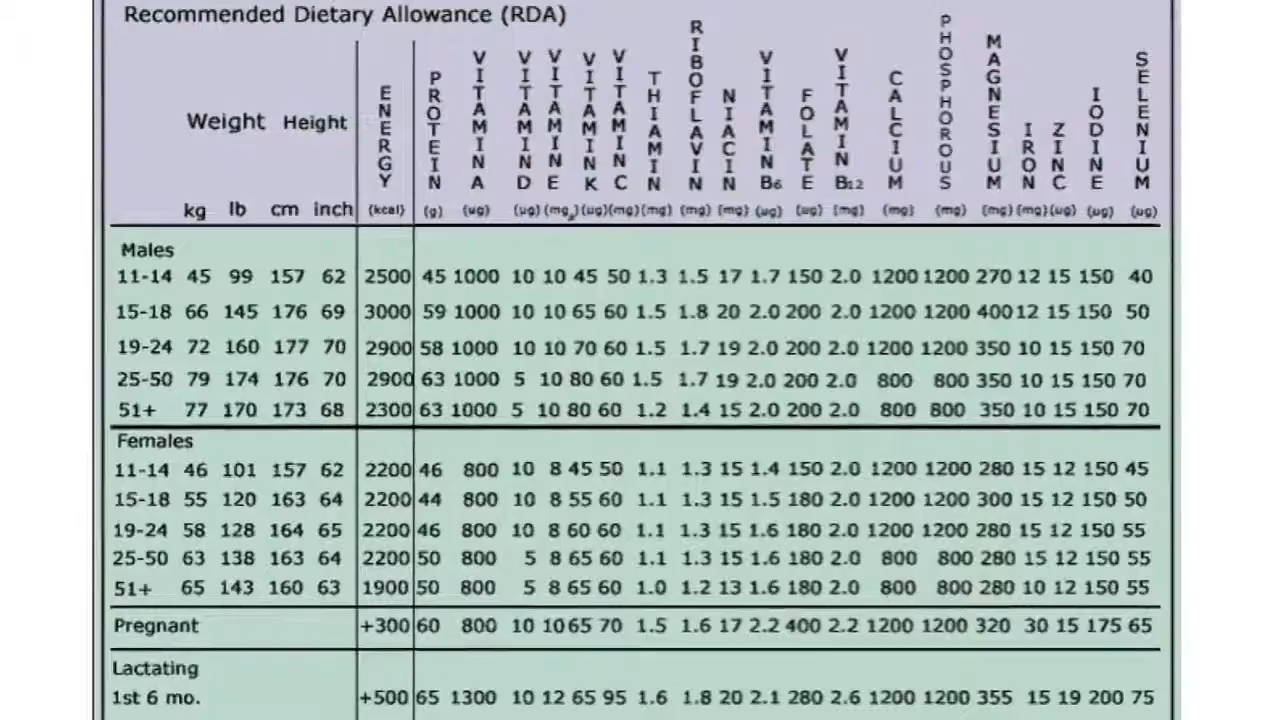 Recommended Dietary Allowance (RDA)
Weight Height ENERGY PROTEIN VITAMIN A VITAMIN D VITAMIN E VITAMIN K VITAMIN C THIAMIN RIBOFLAVIN NIACIN VITAMIN B6 FOLATE VITAMIN B12 CALCIUM PHOSPHOROUS MAGNESIUM IRON ZINC IODINE SELENIUM
kg lb cm inch (kcal) (g) (ug) (ug) (mg) (ug) (mg) (mg) (mg) (mg) (ug) (ug) (mg) (mg) (mg) (mg) (mg) (ug) (ug) (ug)
Males
11-14 45 99 157 62 2500 45 1000 10 10 45 50 1.3 1.5 17 1.7 150 2.0 1200 1200 270 12 15 150 40
15-18 66 145 176 69 3000 59 1000 10 10 65 60 1.5 1.8 20 2.0 200 2.0 1200 1200 400 12 15 150 50
19-24 72 160 177 70 2900 58 1000 10 10 70 60 1.5 1.7 19 2.0 200 2.0 1200 1200 350 10 15 150 70
25-50 79 174 176 70 2900 63 1000 5 10 80 60 1.5 1.7 19 2.0 200 2.0 800 800 350 10 15 150 70
51+ 77 170 173 68 2300 63 1000 5 10 80 60 1.2 1.4 15 2.0 200 2.0 800 800 350 10 15 150 70
Females
11-14 46 101 157 62 2200 46 800 10 8 45 50 1.1 1.3 15 1.4 150 2.0 1200 1200 280 15 12 150 45
15-18 55 120 163 64 2200 44 800 10 8 55 60 1.1 1.3 15 1.5 180 2.0 1200 1200 300 15 12 150 50
19-24 58 128 164 65 2200 46 800 10 8 60 60 1.1 1.3 15 1.6 180 2.0 1200 1200 280 15 12 150 55
25-50 63 138 163 64 2200 50 800 5 8 65 60 1.1 1.3 15 1.6 180 2.0 800 800 280 15 12 150 55
51+ 65 143 160 63 1900 50 800 5 8 65 60 1.0 1.2 13 1.6 180 2.0 800 800 280 10 12 150 55
Pregnant +300 60 800 10 10 65 70 1.5 1.6 17 2.2 400 2.2 1200 1200 320 30 15 175 65
Lactating
1st 6 mo. +500 65 1300 10 12 65 95 1.6 1.8 20 2.1 280 2.6 1200 1200 355 15 19 200 75